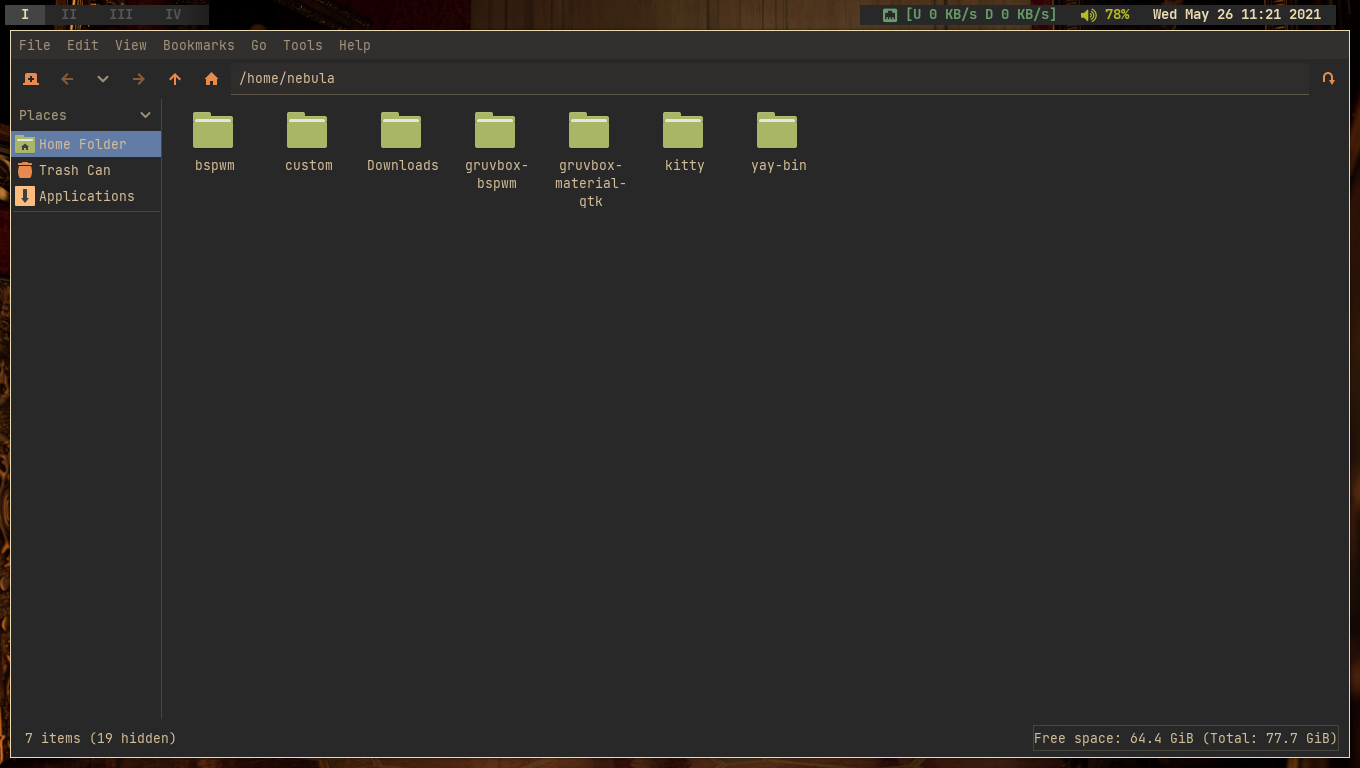 I II III IV [U 0 KB/s D 0 KB/s] 78% Wed May 26 11:21 2021
File Edit View Bookmarks Go Tools Help
/home/nebula
Places
Home Folder
Trash Can
Applications
bspwm
custom
Downloads
gruvbox-
bspwm
gruvbox-
material-
gtk
kitty
yay-bin
7 items (19 hidden)
Free space: 64.4 GiB (Total: 77.7 GiB)